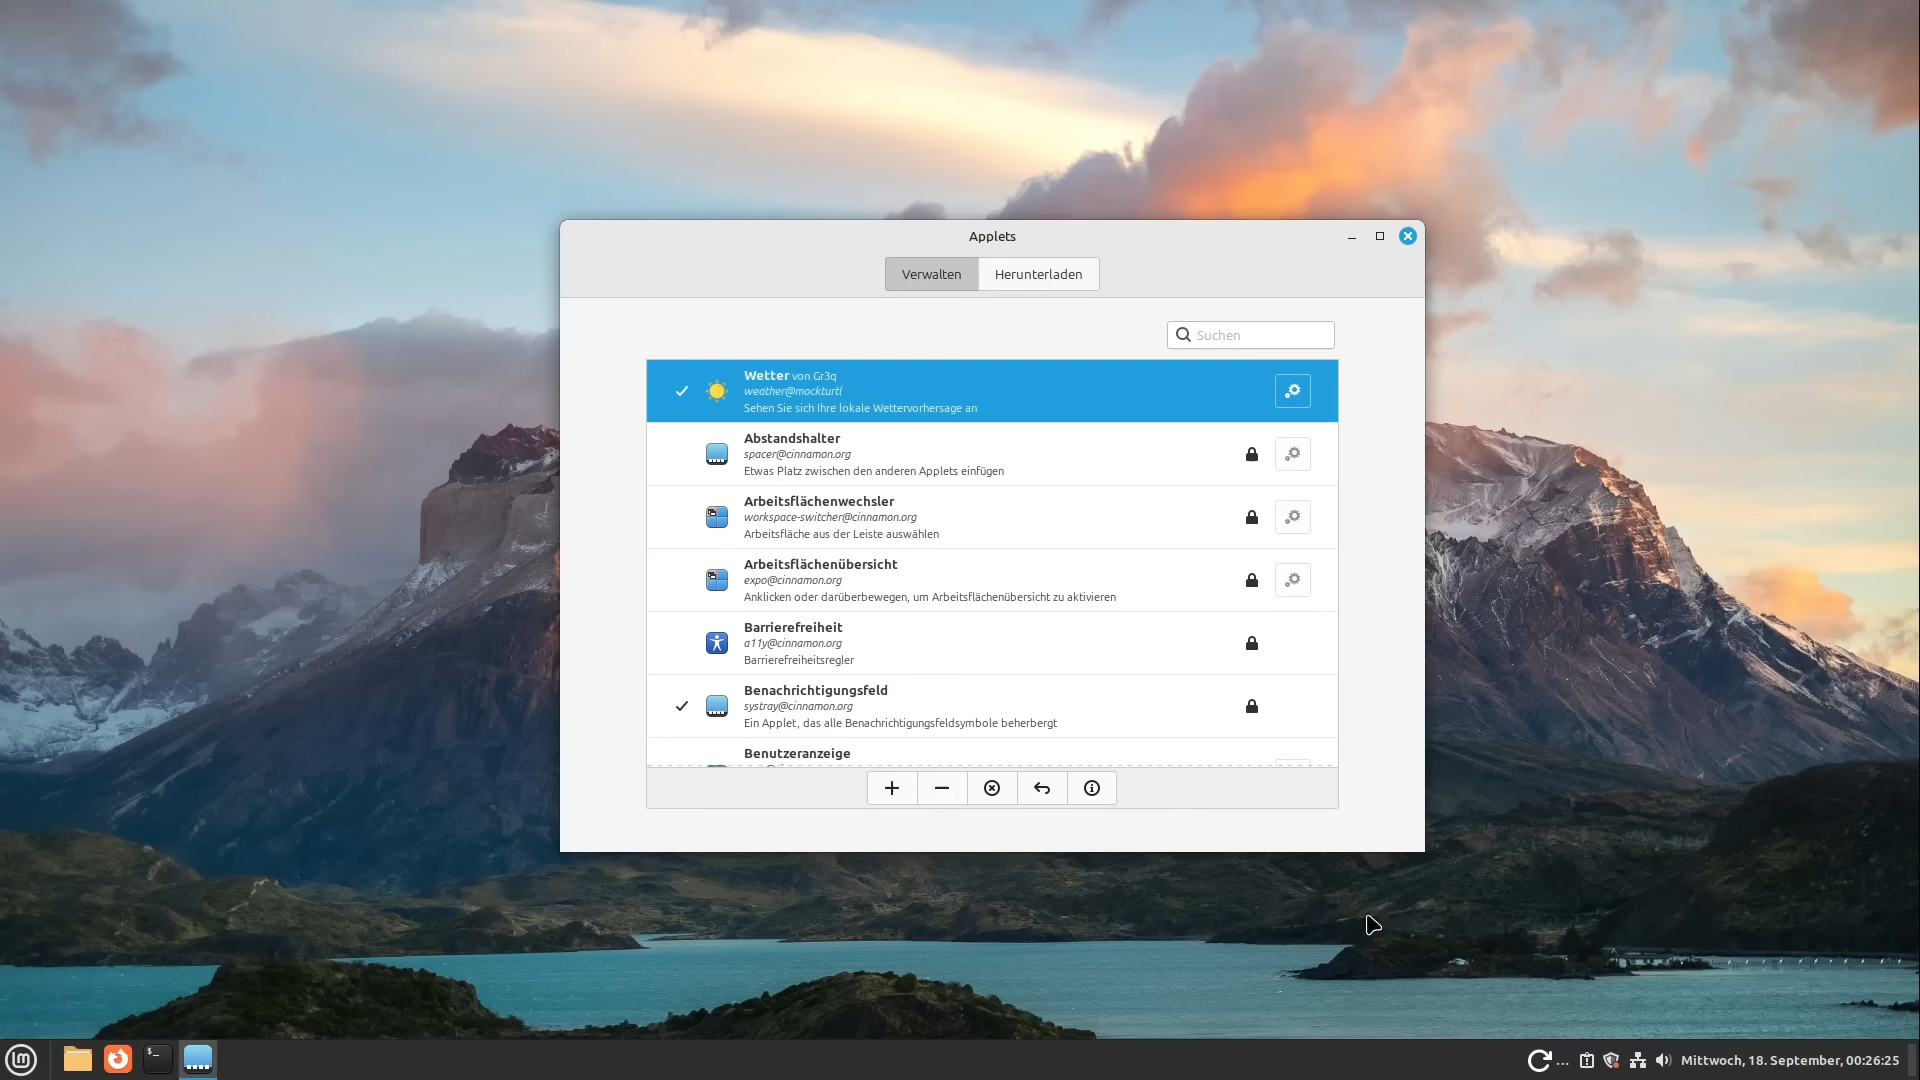 Applets
Verwalten
Herunterladen
Suchen
Wetter von Gr3q
weather@mockturtl
Sehen Sie sich Ihre lokale Wettervorhersage an
Abstandshalter
spacer@cinnamon.org
Etwas Platz zwischen den anderen Applets einfügen
Arbeitsflächenwechsler
workspace-switcher@cinnamon.org
Arbeitsfläche aus der Leiste auswählen
Arbeitsflächenübersicht
expo@cinnamon.org
Anklicken oder darüberbewegen, um Arbeitsflächenübersicht zu aktivieren
Barrierefreiheit
a11y@cinnamon.org
Barrierefreiheitsregler
Benachrichtigungsfeld
systray@cinnamon.org
Ein Applet, das alle Benachrichtigungsfeldsymbole beherbergt
Benutzeranzeige
... Mittwoch, 18. September, 00:26:25